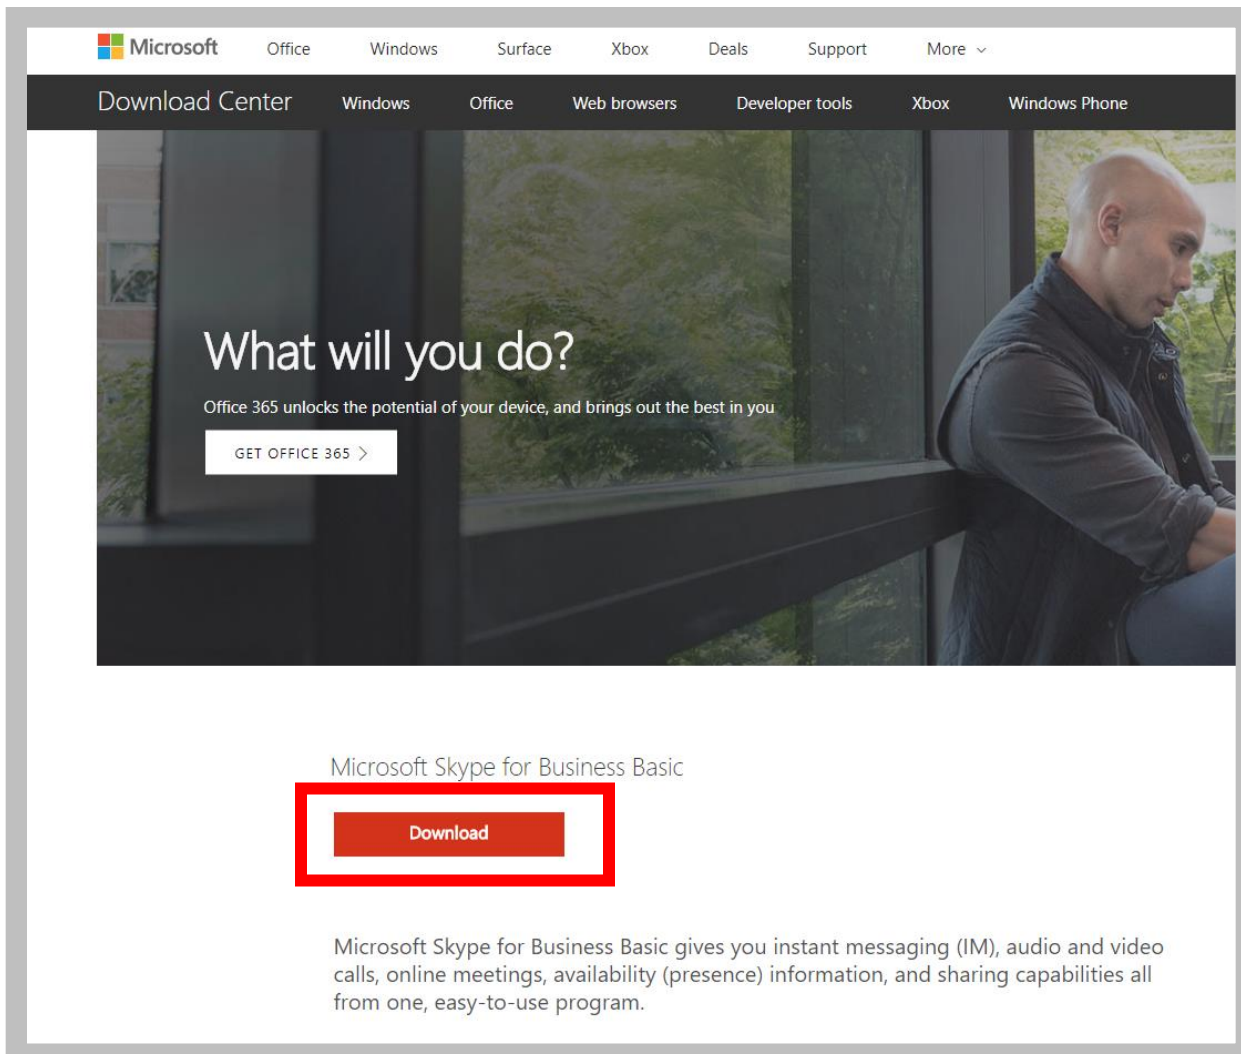 Microsoft Office Windows Surface Xbox Deals Support More
Download Center Windows Office Web browsers Developer tools Xbox Windows Phone
What will you do?
Office 365 unlocks the potential of your device, and brings out the best in you
GET OFFICE 365 >
Microsoft Skype for Business Basic
Download
Microsoft Skype for Business Basic gives you instant messaging (IM), audio and video
calls, online meetings, availability (presence) information, and sharing capabilities all
from one, easy-to-use program.